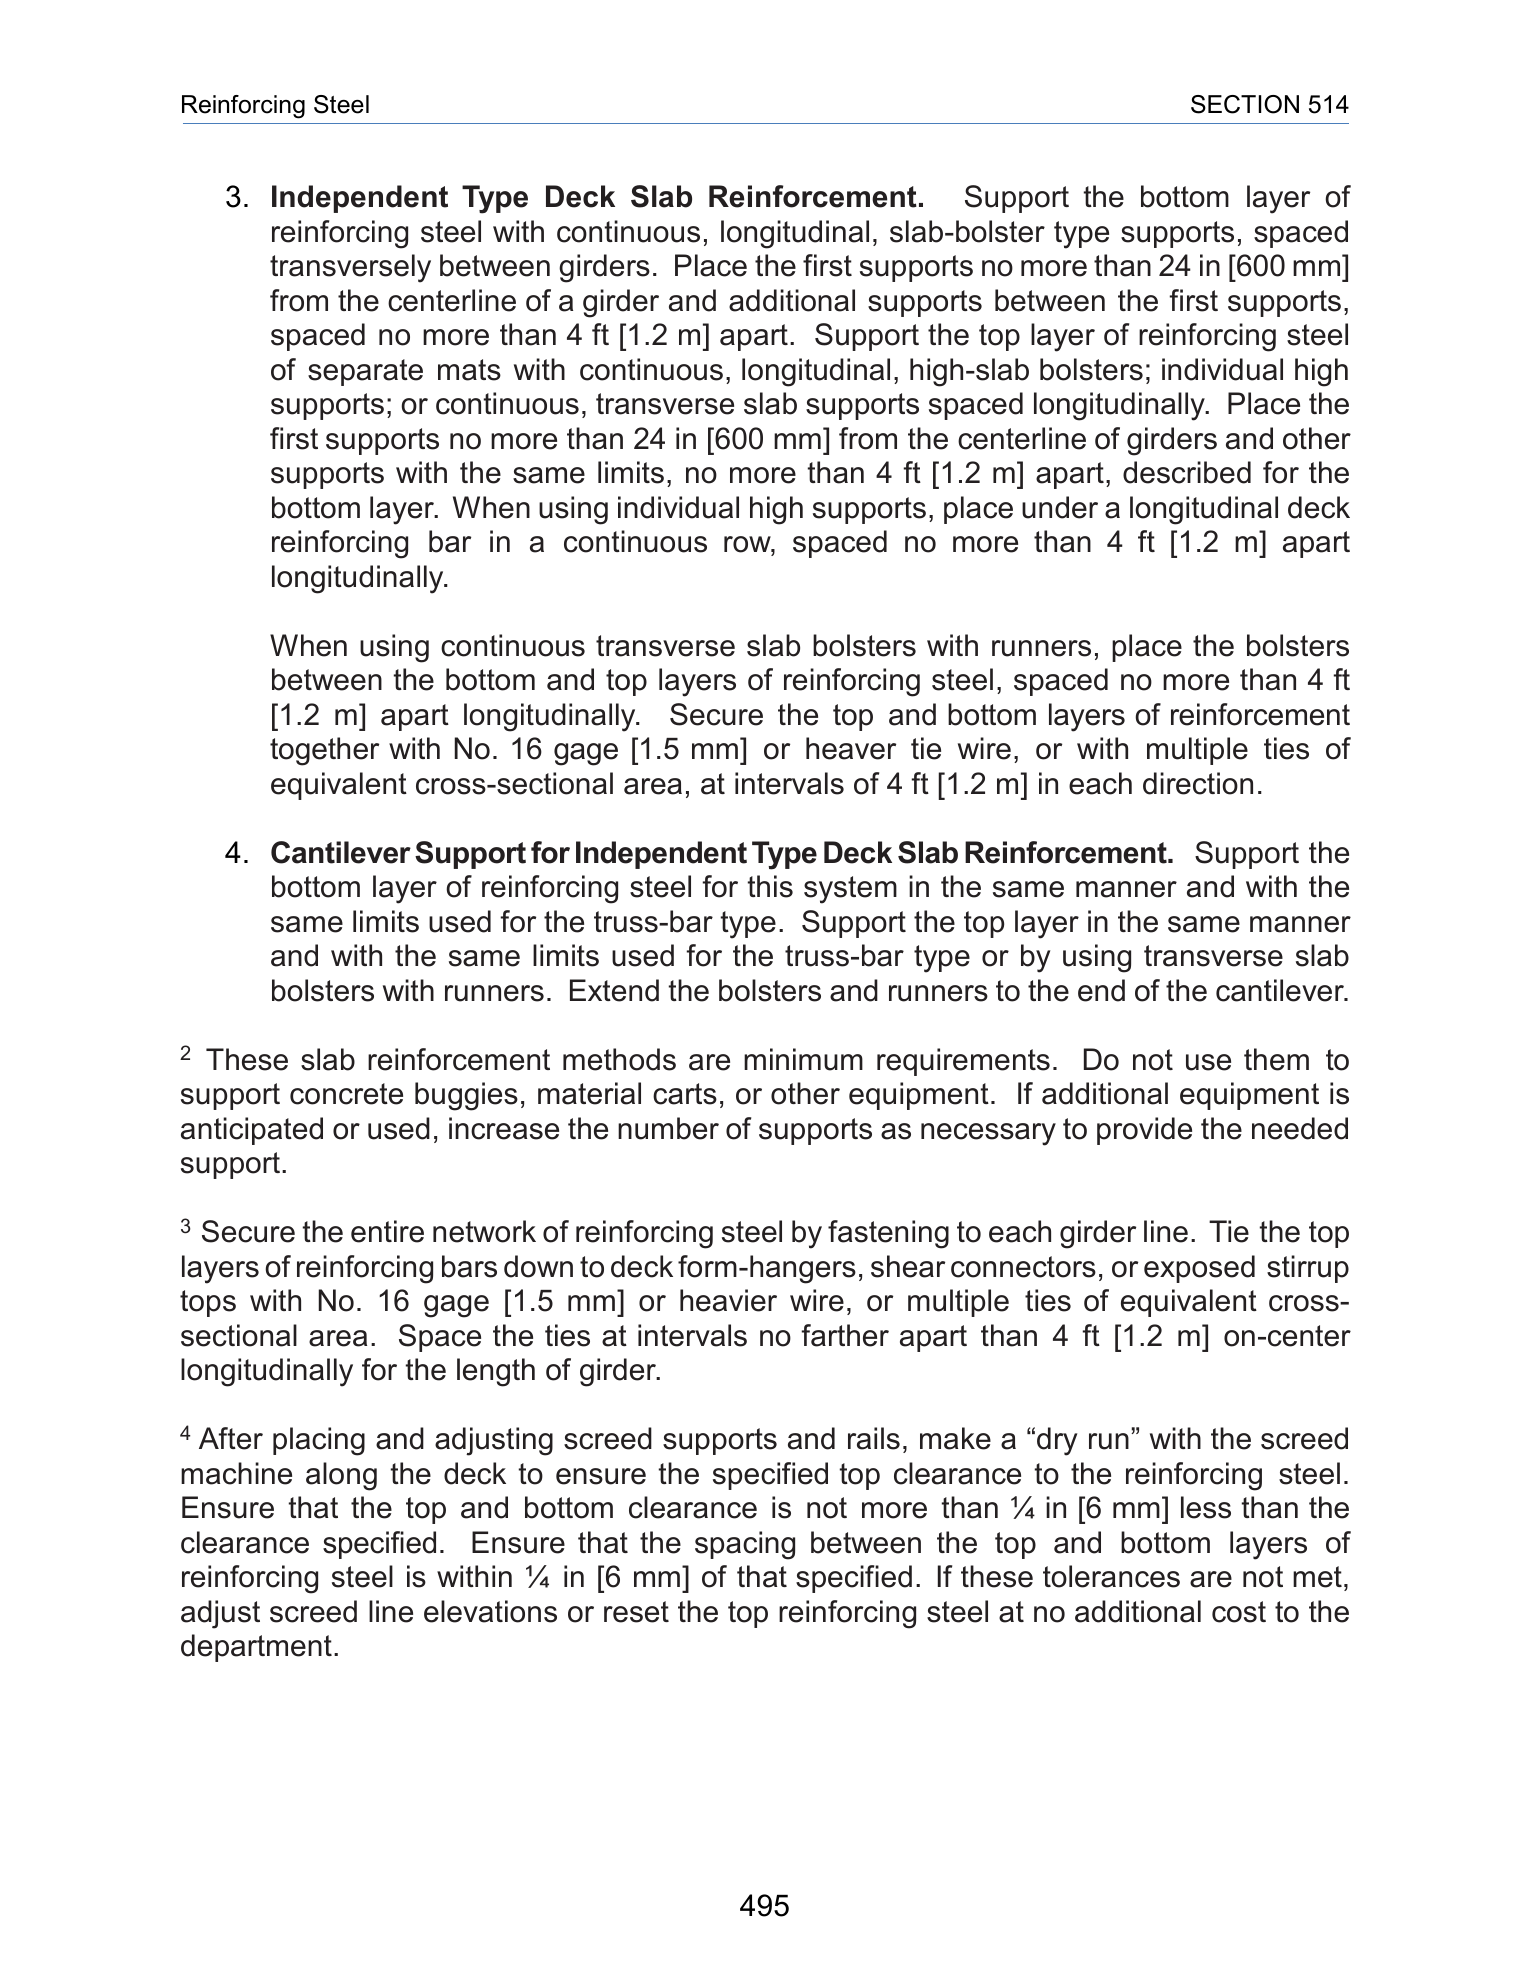 Reinforcing Steel SECTION 514
3. Independent Type Deck Slab Reinforcement. Support the bottom layer of
reinforcing steel with continuous, longitudinal, slab-bolster type supports, spaced
transversely between girders. Place the first supports no more than 24 in [600 mm]
from the centerline of a girder and additional supports between the first supports,
spaced no more than 4 ft [1.2 m] apart. Support the top layer of reinforcing steel
of separate mats with continuous, longitudinal, high-slab bolsters; individual high
supports; or continuous, transverse slab supports spaced longitudinally. Place the
first supports no more than 24 in [600 mm] from the centerline of girders and other
supports with the same limits, no more than 4 ft [1.2 m] apart, described for the
bottom layer. When using individual high supports, place under a longitudinal deck
reinforcing bar in a continuous row, spaced no more than 4 ft [1.2 m] apart
longitudinally.
When using continuous transverse slab bolsters with runners, place the bolsters
between the bottom and top layers of reinforcing steel, spaced no more than 4 ft
[1.2 m] apart longitudinally. Secure the top and bottom layers of reinforcement
together with No. 16 gage [1.5 mm] or heaver tie wire, or with multiple ties of
equivalent cross-sectional area, at intervals of 4 ft [1.2 m] in each direction.
4. Cantilever Support for Independent Type Deck Slab Reinforcement. Support the
bottom layer of reinforcing steel for this system in the same manner and with the
same limits used for the truss-bar type. Support the top layer in the same manner
and with the same limits used for the truss-bar type or by using transverse slab
bolsters with runners. Extend the bolsters and runners to the end of the cantilever.
2 These slab reinforcement methods are minimum requirements. Do not use them to
support concrete buggies, material carts, or other equipment. If additional equipment is
anticipated or used, increase the number of supports as necessary to provide the needed
support.
3 Secure the entire network of reinforcing steel by fastening to each girder line. Tie the top
layers of reinforcing bars down to deck form-hangers, shear connectors, or exposed stirrup
tops with No. 16 gage [1.5 mm] or heavier wire, or multiple ties of equivalent cross-
sectional area. Space the ties at intervals no farther apart than 4 ft [1.2 m] on-center
longitudinally for the length of girder.
4 After placing and adjusting screed supports and rails, make a “dry run” with the screed
machine along the deck to ensure the specified top clearance to the reinforcing steel.
Ensure that the top and bottom clearance is not more than ¼ in [6 mm] less than the
clearance specified. Ensure that the spacing between the top and bottom layers of
reinforcing steel is within ¼ in [6 mm] of that specified. If these tolerances are not met,
adjust screed line elevations or reset the top reinforcing steel at no additional cost to the
department.
495